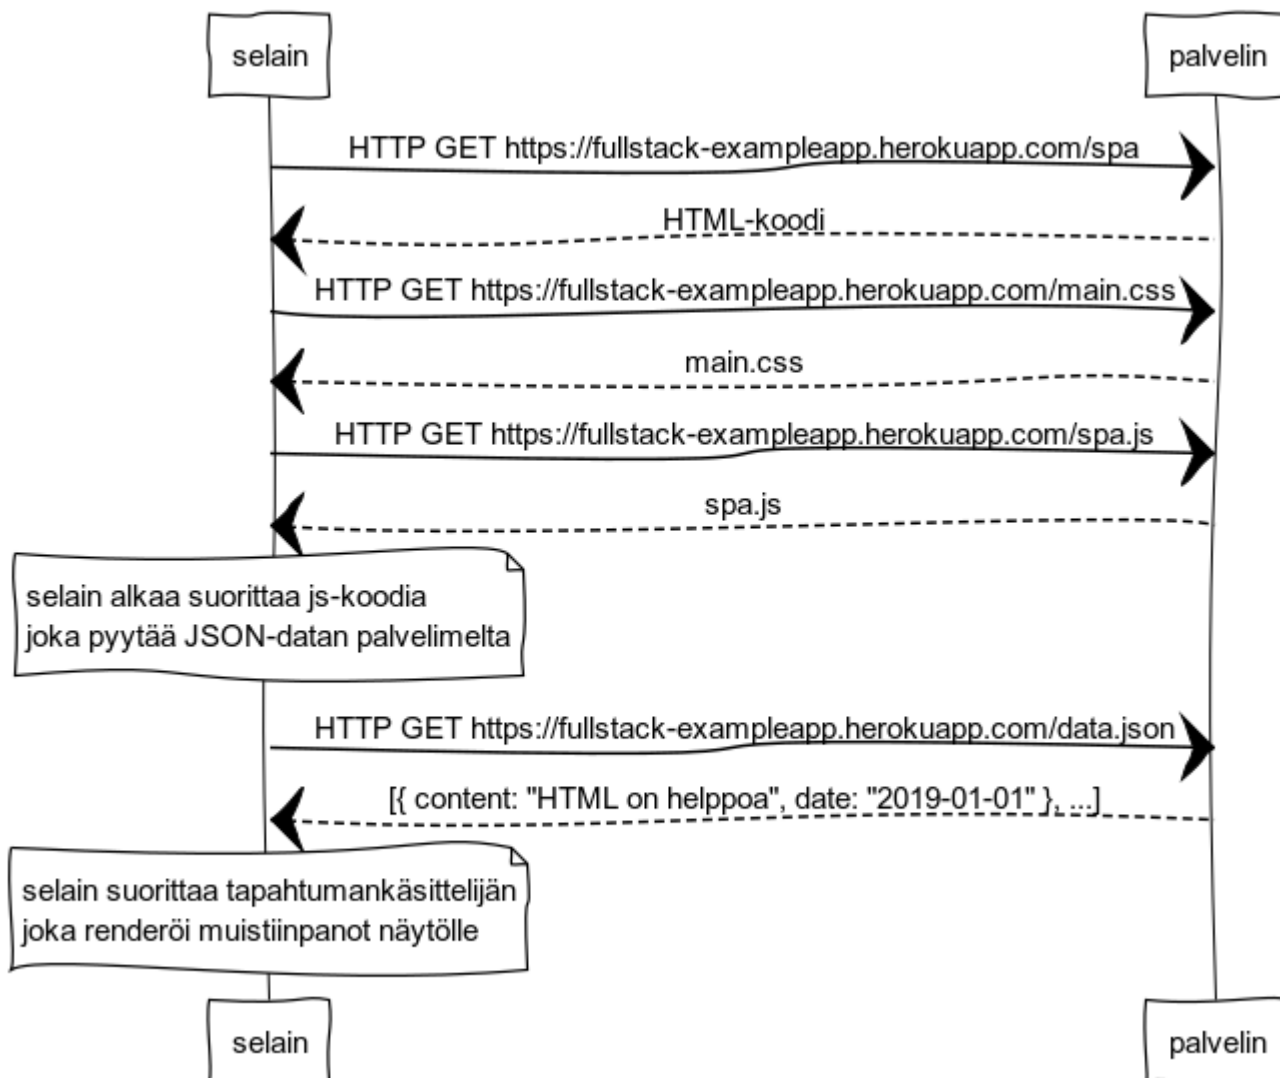 selain
palvelin
HTTP GET https://fullstack-exampleapp.herokuapp.com/spa
HTML-koodi
HTTP GET https://fullstack-exampleapp.herokuapp.com/main.css
main.css
HTTP GET https://fullstack-exampleapp.herokuapp.com/spa.js
spa.js
selain alkaa suorittaa js-koodia
joka pyytää JSON-datan palvelimelta
HTTP GET https://fullstack-exampleapp.herokuapp.com/data.json
[{ content: "HTML on helppoa", date: "2019-01-01" }, ...]
selain suorittaa tapahtumankäsittelijän
joka renderöi muistiinpanot näytölle
selain
palvelin